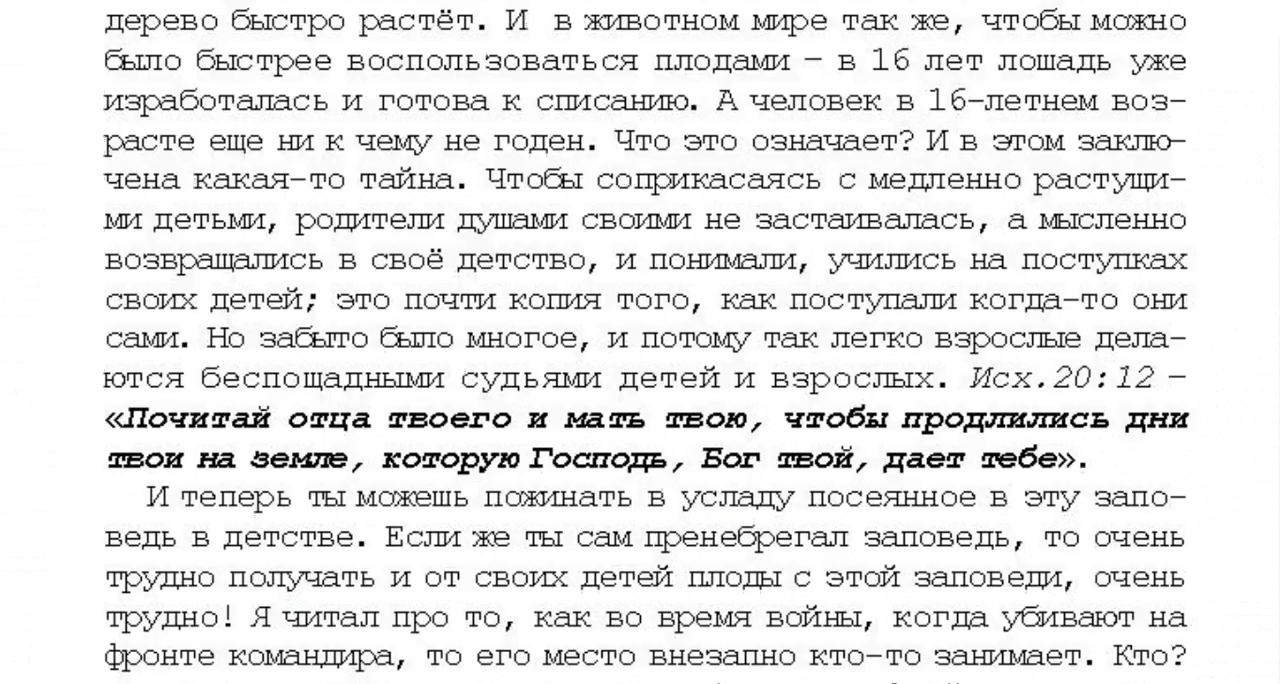 дерево быстро растёт. И в животном мире так же, чтобы можно
было быстрее воспользоваться плодами – в 16 лет лошадь уже
изработалась и готова к списанию. А человек в 16-летнем воз-
расте еще ни к чему не годен. Что это означает? И в этом заклю-
чена какая-то тайна. Чтобы соприкасаясь с медленно растущи-
ми детьми, родители душами своими не застаивалась, а мысленно
возвращались в своё детство, и понимали, учились на поступках
своих детей; это почти копия того, как поступали когда-то они
сами. Но забыто было многое, и потому так легко взрослые дела-
ются беспощадными судьями детей и взрослых. Исх.20:12 –
«Почитай отца твоего и мать твою, чтобы продлились дни
твои на земле, которую Господь, Бог твой, дает тебе».
И теперь ты можешь пожинать в усладу посеянное в эту запо-
ведь в детстве. Если же ты сам пренебрегал заповедь, то очень
трудно получать и от своих детей плоды с этой заповеди, очень
трудно! Я читал про то, как во время войны, когда убивают на
фронте командира, то его место внезапно кто-то занимает. Кто?